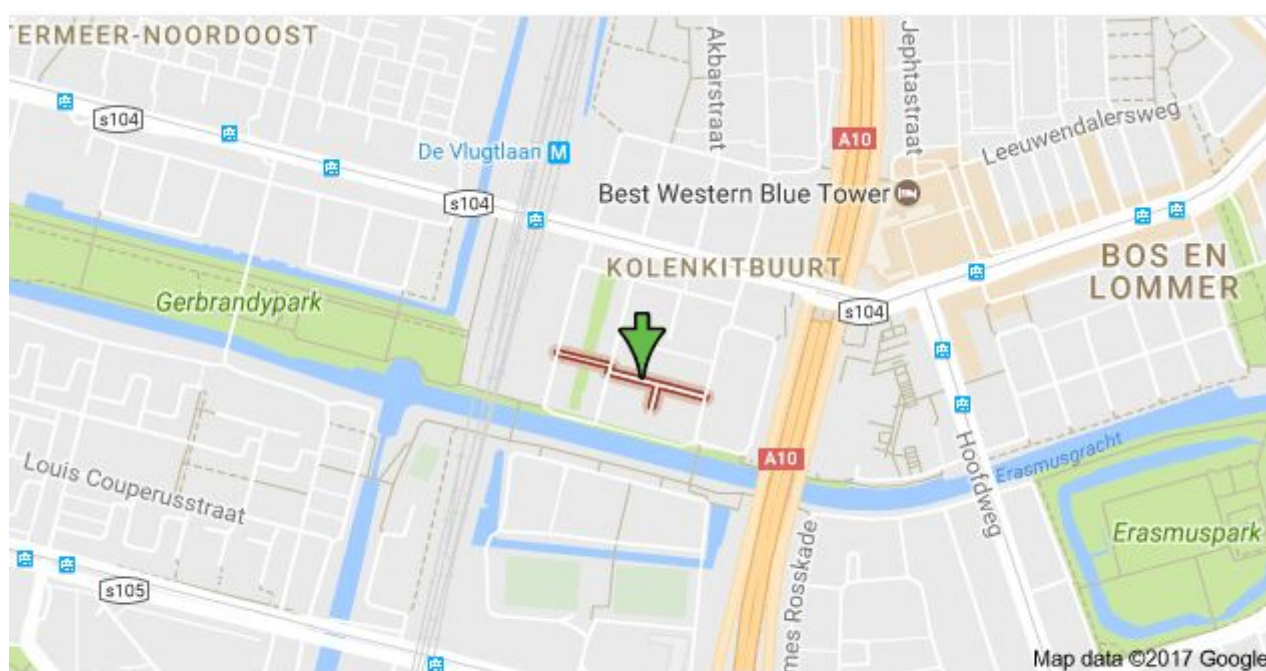 TERMEER-NOORDOOST
s104
De Vlugtlaan M
s104
Akbarstraat
A10
Jephtastraat
Leeuwendalersweg
Best Western Blue Tower
KOLENKITBUURT
BOS EN
LOMMER
s104
Gerbrandypark
A10
Hoofdweg
Erasmusgracht
Louis Couperusstraat
Erasmuspark
s105
mes Rosskade
Map data ©2017 Google